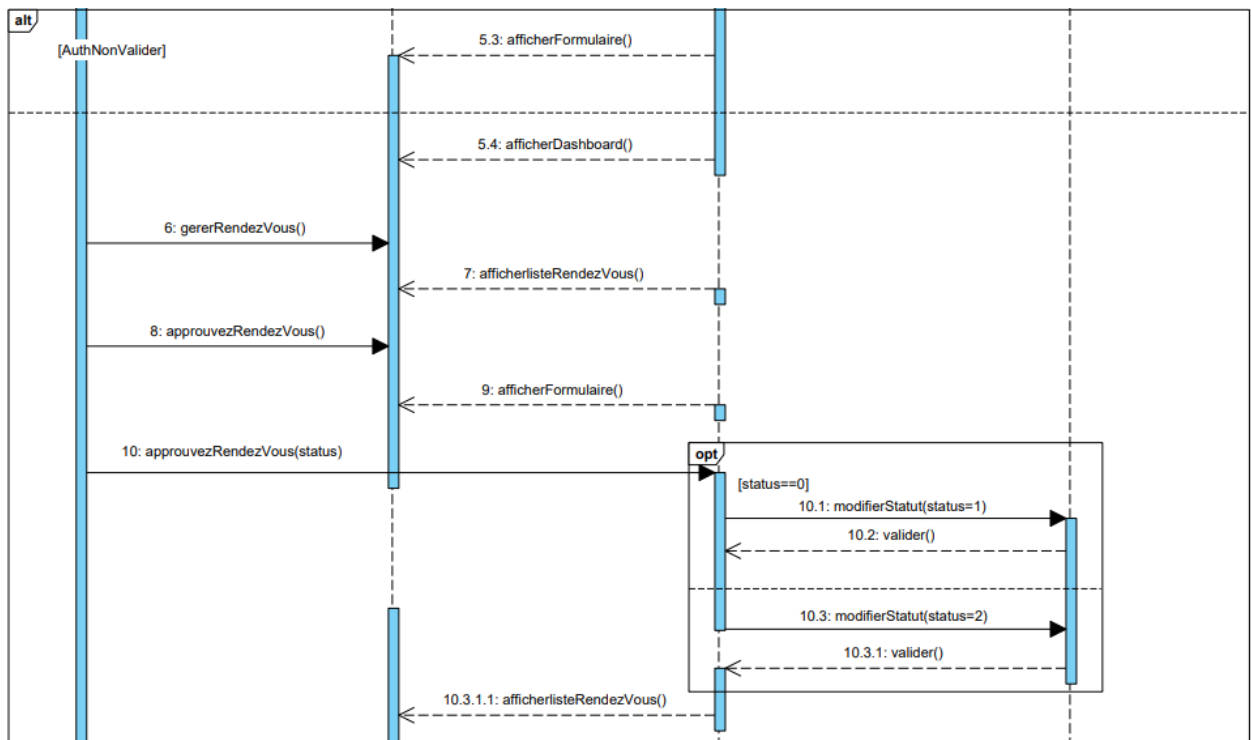 alt
[AuthNonValider]
5.3: afficherFormulaire()
5.4: afficherDashboard()
6: gererRendezVous()
7: afficherlisteRendezVous()
8: approuvezRendezVous()
9: afficherFormulaire()
10: approuvezRendezVous(status)
opt
[status==0]
10.1: modifierStatut(status=1)
10.2: valider()
10.3: modifierStatut(status=2)
10.3.1: valider()
10.3.1.1: afficherlisteRendezVous()